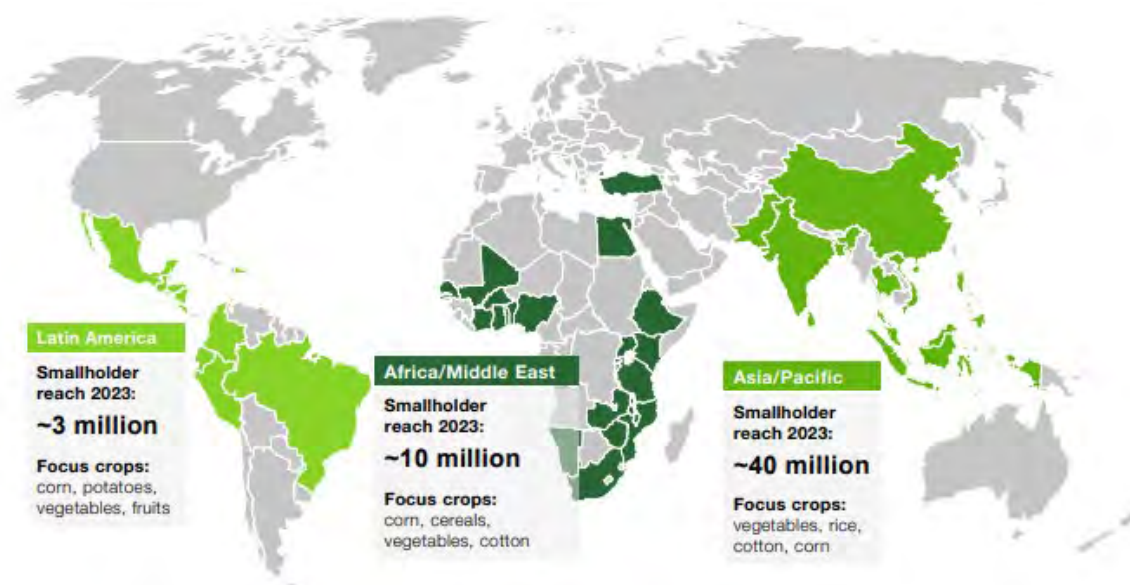 Latin America
Smallholder
reach 2023:
~3 million
Focus crops:
corn, potatoes,
vegetables, fruits
Africa/Middle East
Smallholder
reach 2023:
~10 million
Focus crops:
corn, cereals,
vegetables, cotton
Asia/Pacific
Smallholder
reach 2023:
~40 million
Focus crops:
vegetables, rice,
cotton, corn